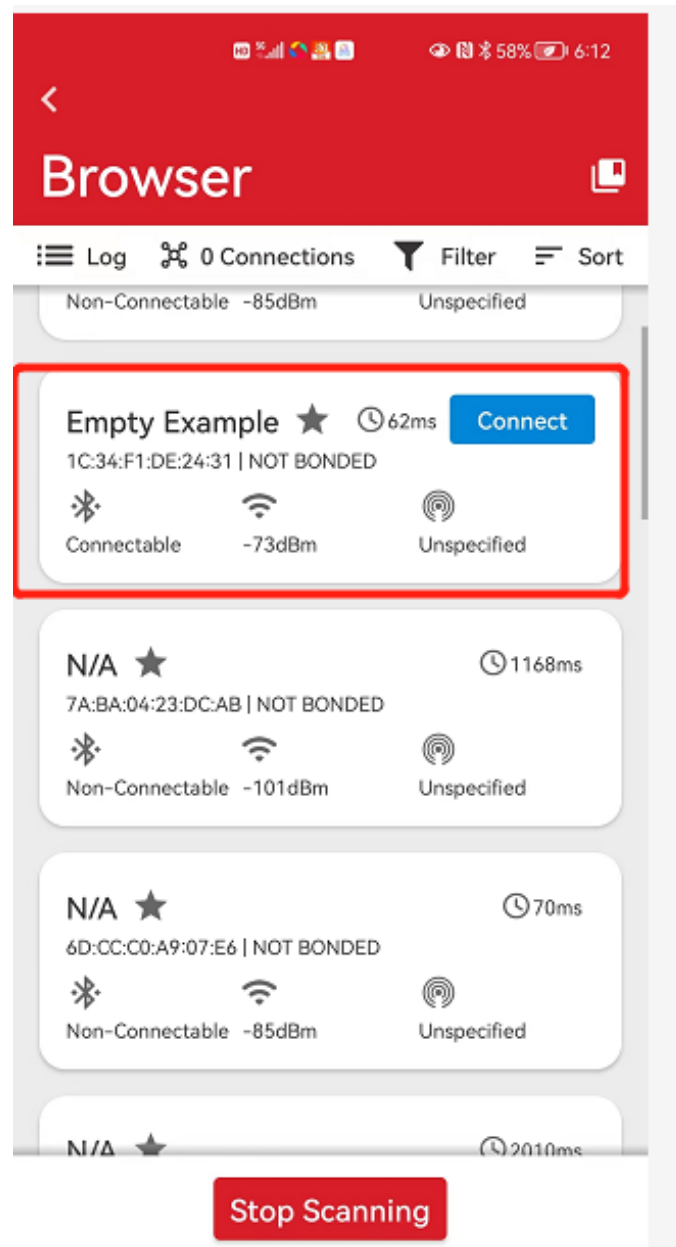 HD 58% 6:12
Browser
Log 0 Connections Filter Sort
Non-Connectable -85dBm Unspecified
Empty Example 62ms Connect
1C:34:F1:DE:24:31 | NOT BONDED
Connectable -73dBm Unspecified
N/A 1168ms
7A:BA:04:23:DC:AB | NOT BONDED
Non-Connectable -101dBm Unspecified
N/A 70ms
6D:CC:C0:A9:07:E6 | NOT BONDED
Non-Connectable -85dBm Unspecified
N/A 2010ms
Stop Scanning